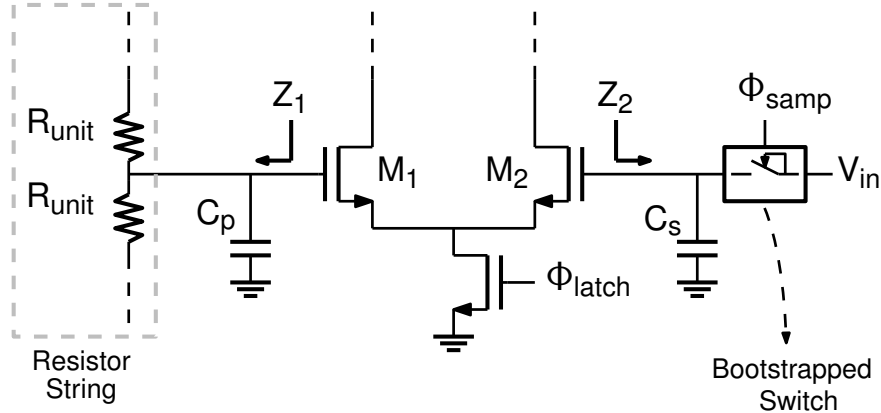 Z₁
Z₂
Φsamp
Runit
M₁
M₂
Vin
Runit
Cp
Cs
Φlatch
Resistor
String
Bootstrapped
Switch